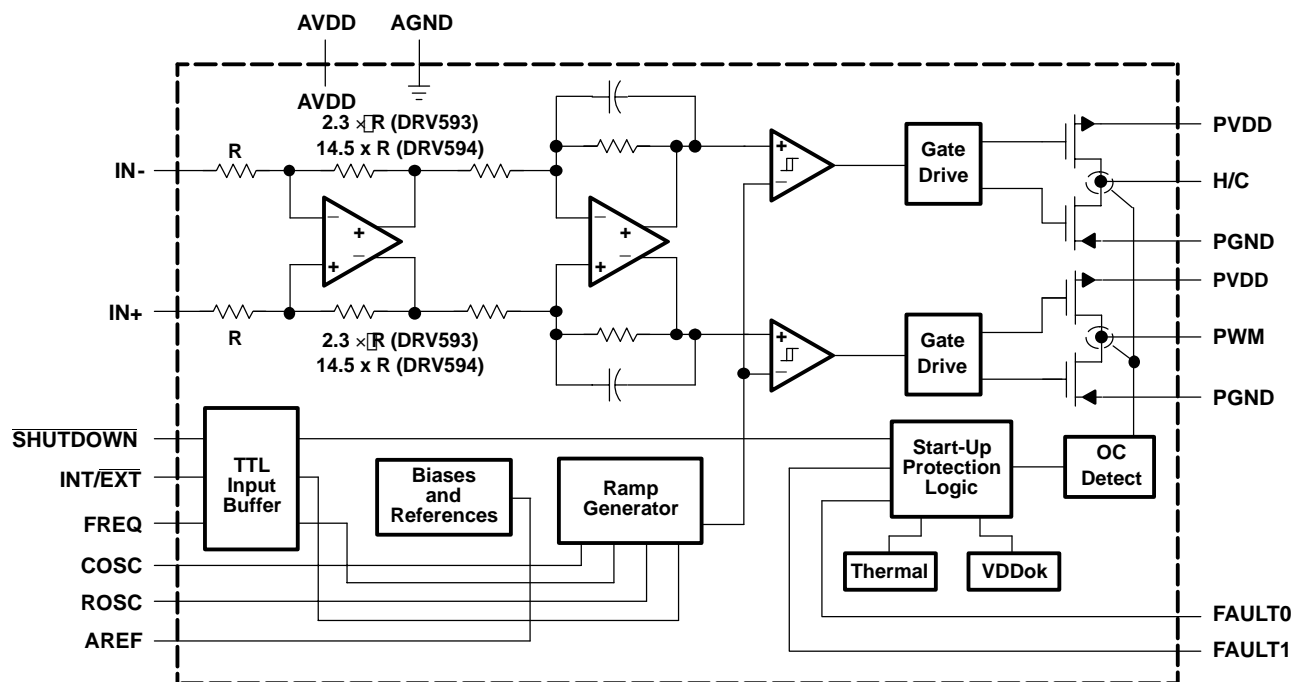 AVDD AGND
AVDD
2.3 ×▯R (DRV593)
14.5 x R (DRV594)
R
IN-
+
−
+
−
+
−
+
−
+
−
+
−
Gate
Drive
PVDD
H/C
PGND
IN+
R
2.3 ×▯R (DRV593)
14.5 x R (DRV594)
Gate
Drive
PVDD
PWM
PGND
SHUTDOWN
INT/EXT
FREQ
COSC
ROSC
AREF
TTL
Input
Buffer
Biases
and
References
Ramp
Generator
Start-Up
Protection
Logic
OC
Detect
Thermal
VDDok
FAULT0
FAULT1